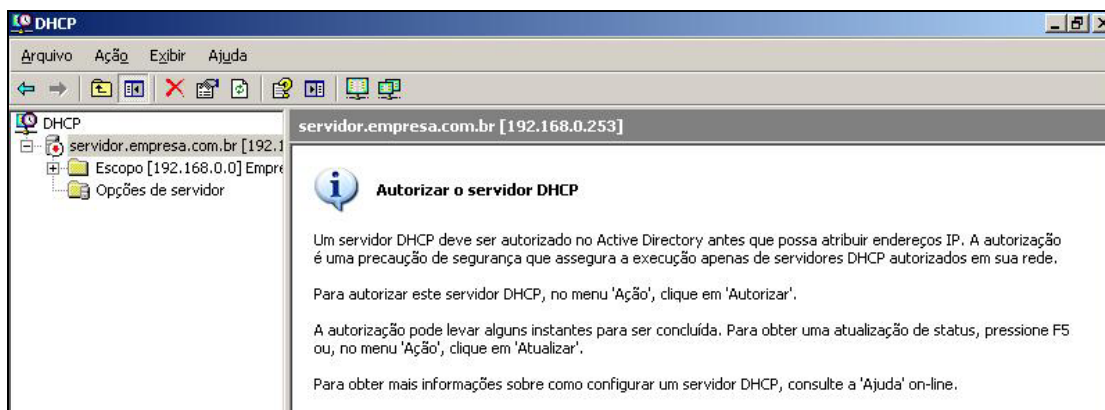 DHCP
Arquivo Ação Exibir Ajuda
DHCP
servidor.empresa.com.br [192.1
Escopo [192.168.0.0] Empre
Opções de servidor
servidor.empresa.com.br [192.168.0.253]
Autorizar o servidor DHCP
Um servidor DHCP deve ser autorizado no Active Directory antes que possa atribuir endereços IP. A autorização
é uma precaução de segurança que assegura a execução apenas de servidores DHCP autorizados em sua rede.
Para autorizar este servidor DHCP, no menu 'Ação', clique em 'Autorizar'.
A autorização pode levar alguns instantes para ser concluída. Para obter uma atualização de status, pressione F5
ou, no menu 'Ação', clique em 'Atualizar'.
Para obter mais informações sobre como configurar um servidor DHCP, consulte a 'Ajuda' on-line.